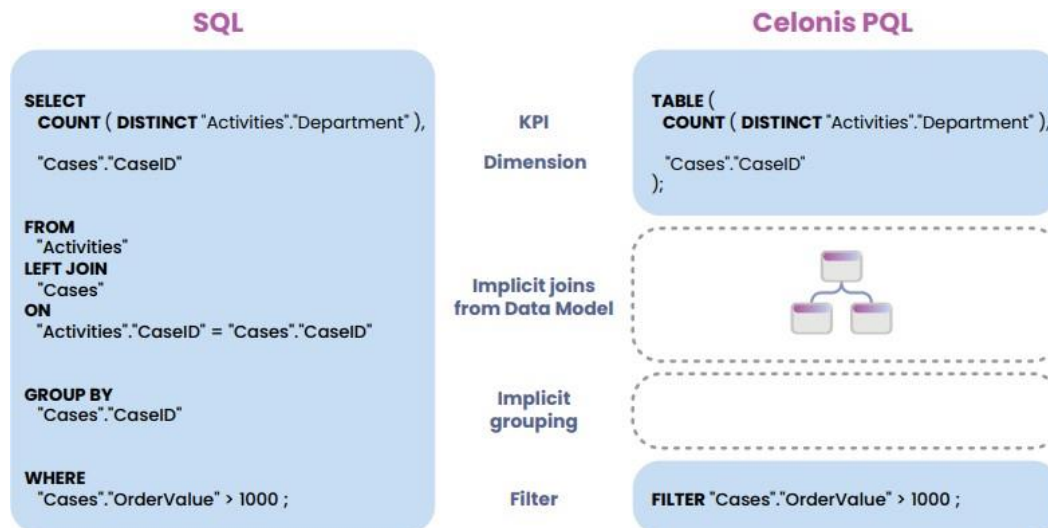 SQL
SELECT
COUNT ( DISTINCT "Activities"."Department" ),
"Cases"."CaseID"
FROM
"Activities"
LEFT JOIN
"Cases"
ON
"Activities"."CaseID" = "Cases"."CaseID"
GROUP BY
"Cases"."CaseID"
WHERE
"Cases"."OrderValue" > 1000 ;
KPI
Dimension
Implicit joins
from Data Model
Implicit
grouping
Filter
Celonis PQL
TABLE (
COUNT ( DISTINCT "Activities"."Department" ),
"Cases"."CaseID"
);
FILTER "Cases"."OrderValue" > 1000 ;